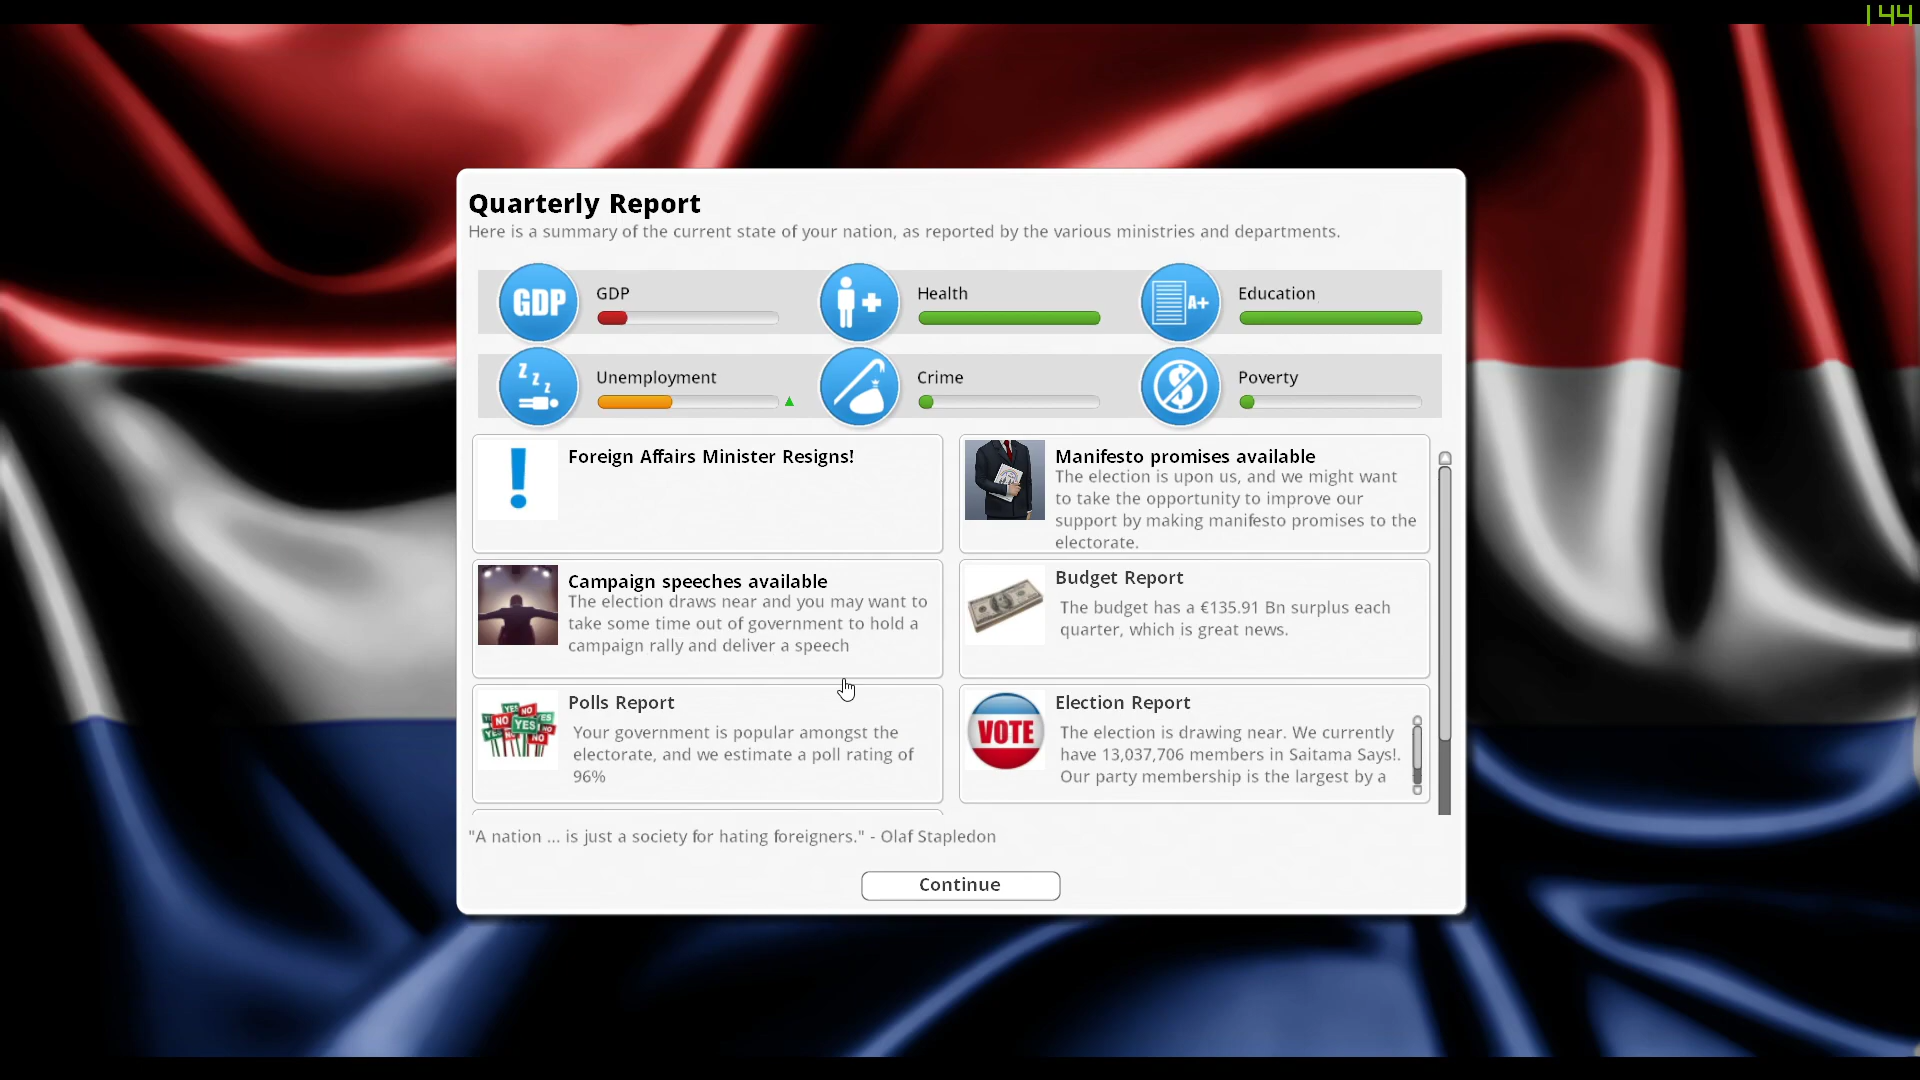 144
Quarterly Report
Here is a summary of the current state of your nation, as reported by the various ministries and departments.
GDP
GDP
Health
A+
Education
z z z
Unemployment
Crime
$
Poverty
!
Foreign Affairs Minister Resigns!
Manifesto promises available
The election is upon us, and we might want
to take the opportunity to improve our
support by making manifesto promises to the
electorate.
Campaign speeches available
The election draws near and you may want to
take some time out of government to hold a
campaign rally and deliver a speech
Budget Report
The budget has a €135.91 Bn surplus each
quarter, which is great news.
YES NO
NO YES YES
NO
Polls Report
Your government is popular amongst the
electorate, and we estimate a poll rating of
96%
VOTE
Election Report
The election is drawing near. We currently
have 13,037,706 members in Saitama Says!.
Our party membership is the largest by a
"A nation ... is just a society for hating foreigners." - Olaf Stapledon
Continue